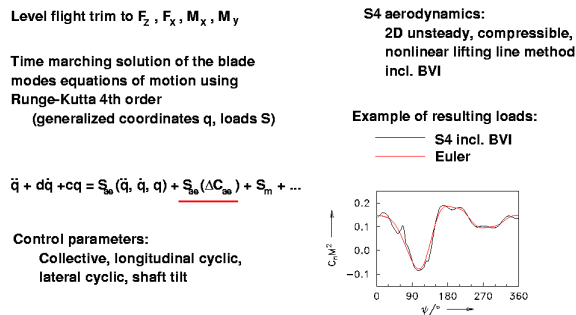 Level flight trim to F_z , F_x , M_x , M_y
Time marching solution of the blade
modes equations of motion using
Runge-Kutta 4th order
(generalized coordinates q, loads S)
q̈ + dq̇ +cq = S_ae(q̈, q̇, q) + S_ae(ΔC_ae) + S_m + ...
Control parameters:
Collective, longitudinal cyclic,
lateral cyclic, shaft tilt
S4 aerodynamics:
2D unsteady, compressible,
nonlinear lifting line method
incl. BVI
Example of resulting loads:
S4 incl. BVI
Euler
C_nM²
0.2
0.1
0.0
−0.1
0 90 180 270 360
ψ/°